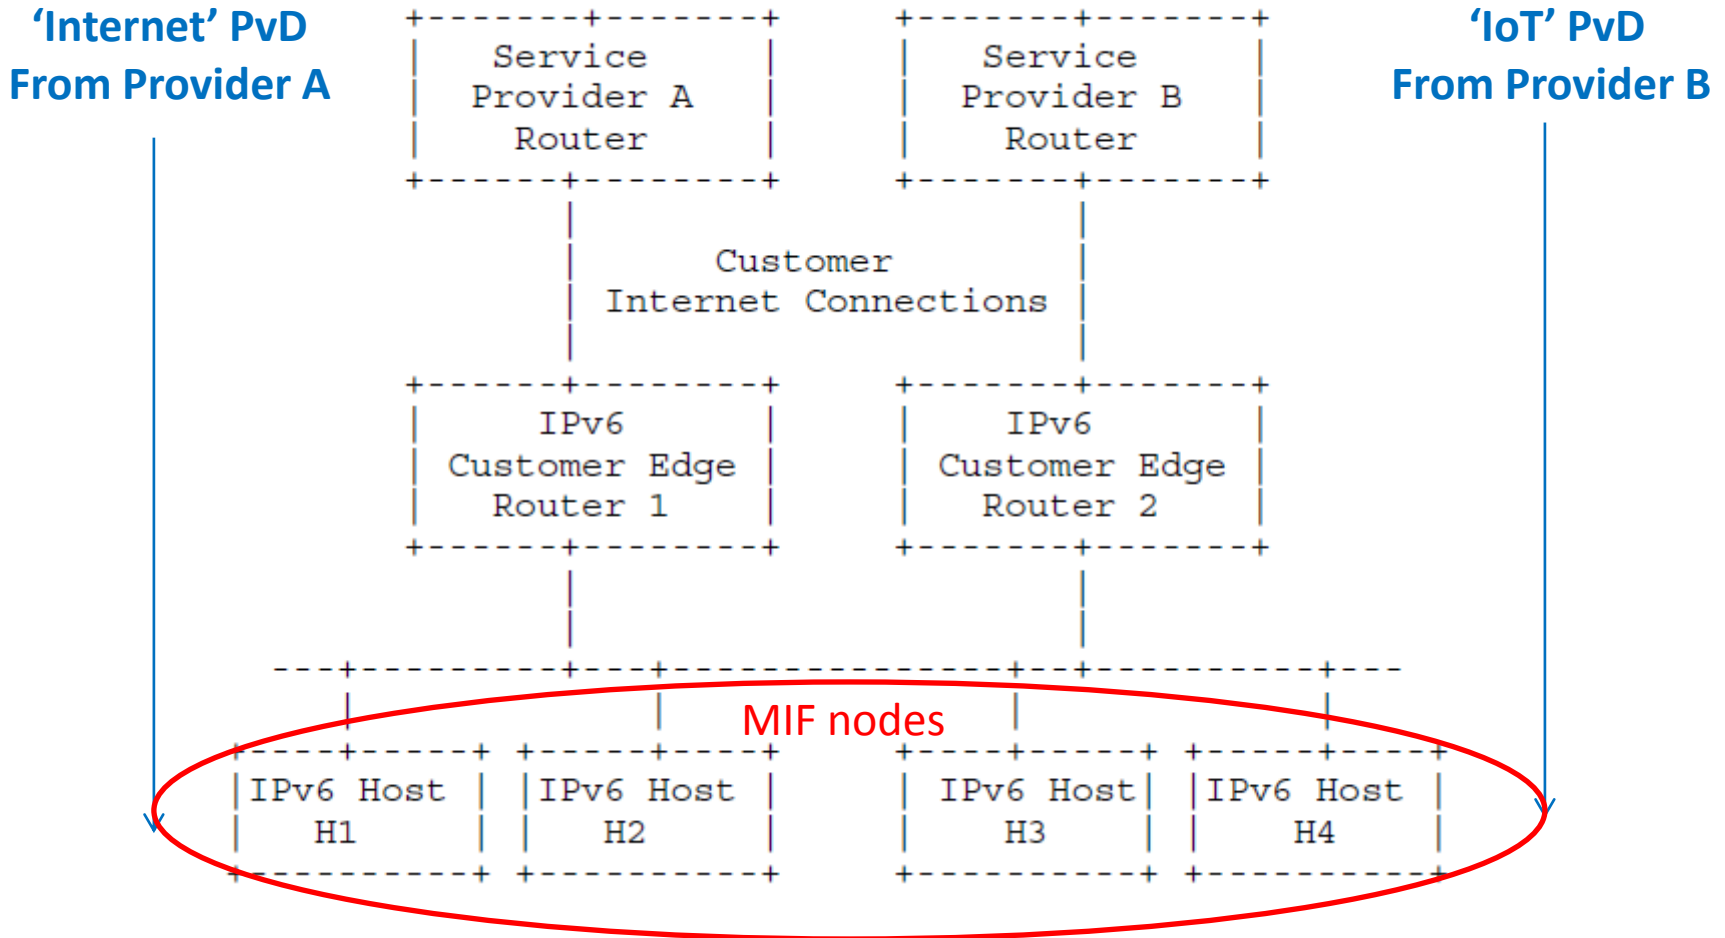 ‘Internet’ PvD
From Provider A
‘IoT’ PvD
From Provider B
Service
Provider A
Router
Service
Provider B
Router
Customer
Internet Connections
IPv6
Customer Edge
Router 1
IPv6
Customer Edge
Router 2
MIF nodes
IPv6 Host
H1
IPv6 Host
H2
IPv6 Host
H3
IPv6 Host
H4